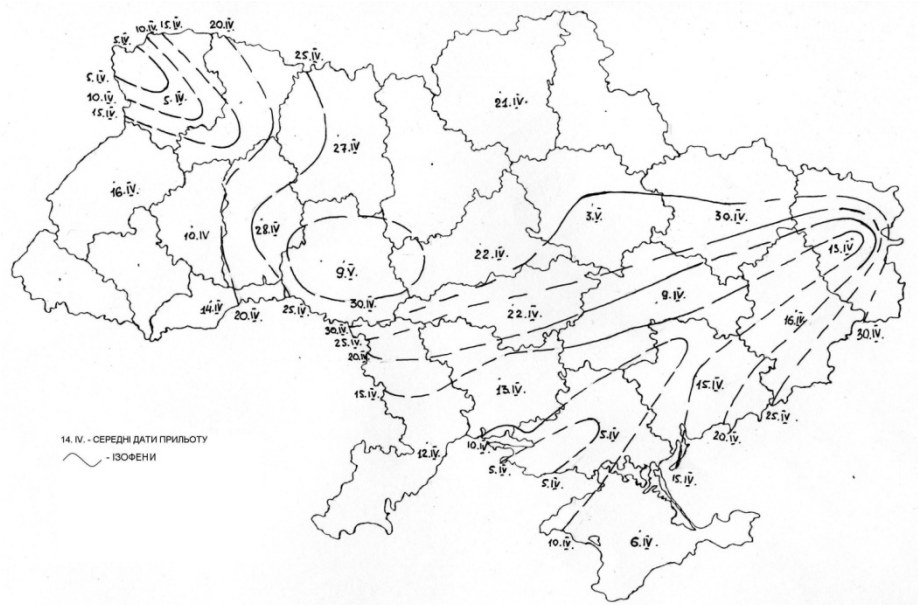 20.IV.
10.IV. 15.IV.
5.IV.
25.IV
5.IV.
5.IV.
10.IV.
15.IV.
21.IV.
27.IV
16.IV.
3.V.
30.IV.
10.IV
28.IV
22.IV.
13.IV
9.V.
30.IV.
9.IV.
14.IV
20.IV.
25.IV.
22.IV.
16.IV.
30.IV.
30.IV.
25.IV.
20.IV
15.IV.
13.IV
15.IV.
25.IV
20.IV.
14. IV. - СЕРЕДНІ ДАТИ ПРИЛЬОТУ
- ІЗОФЕНИ
12.IV
10.IV.
5.IV
5.IV.
5.IV.
15.IV.
10.IV.
6.IV.